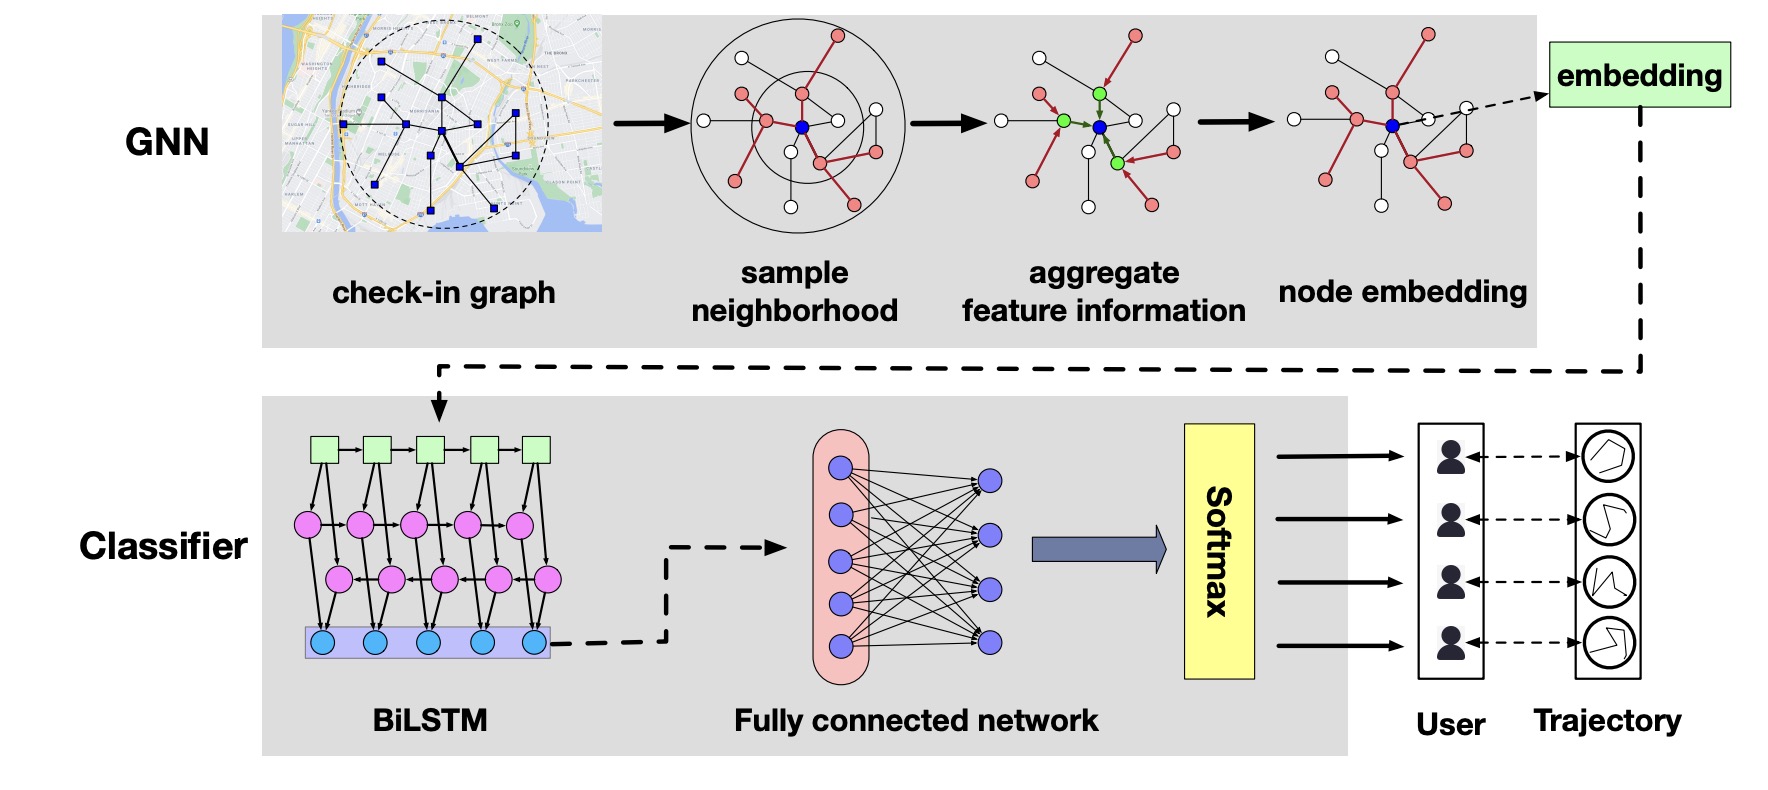 GNN
check-in graph
sample
neighborhood
aggregate
feature information
node embedding
embedding
Classifier
BiLSTM
Fully connected network
Softmax
User
Trajectory